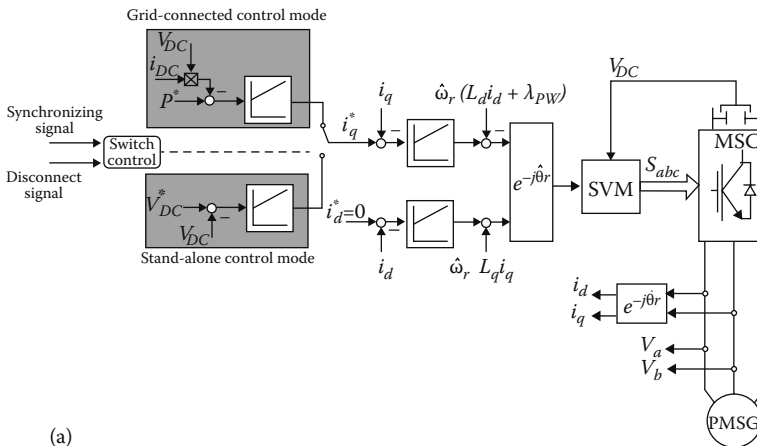 Grid-connected control mode
V_DC
i_DC
P*
−
Synchronizing signal
Switch control
Disconnect signal
V*_DC
−
V_DC
Stand-alone control mode
i*_q
i_q
−
ω̂_r (L_d i_d + λ_PW)
−
i*_d=0
−
i_d
ω̂_r L_q i_q
e^{-jθ̂r}
SVM
V_DC
S_abc
MSC
i_d
i_q
e^{-jθ̇r}
V_a
V_b
PMSG
(a)